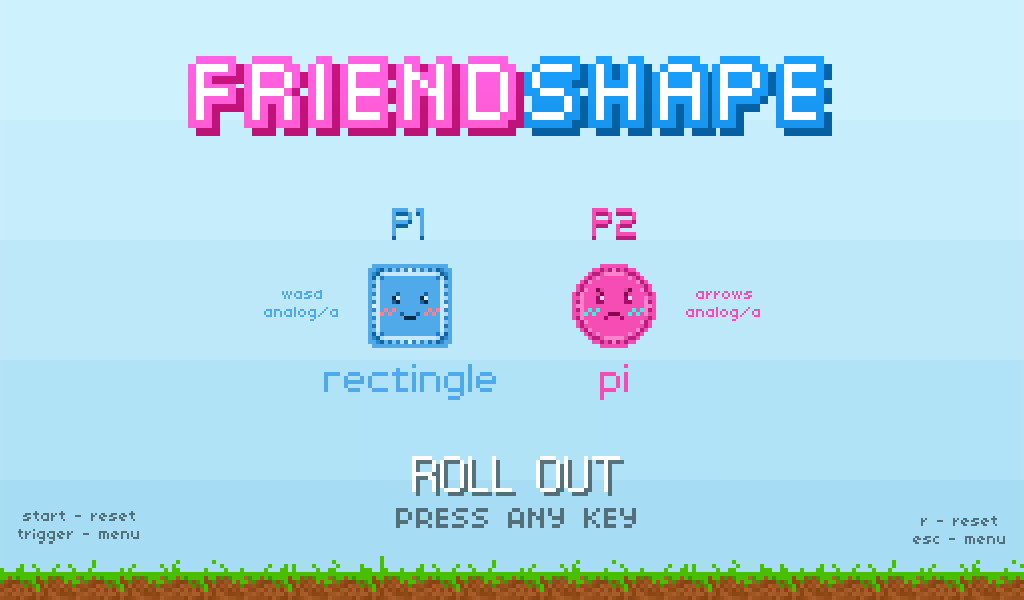 FRIENDSHAPE
P1
P2
wasd
analog/a
arrows
analog/a
rectingle
pi
ROLL OUT
PRESS ANY KEY
start - reset
trigger - menu
r - reset
esc - menu